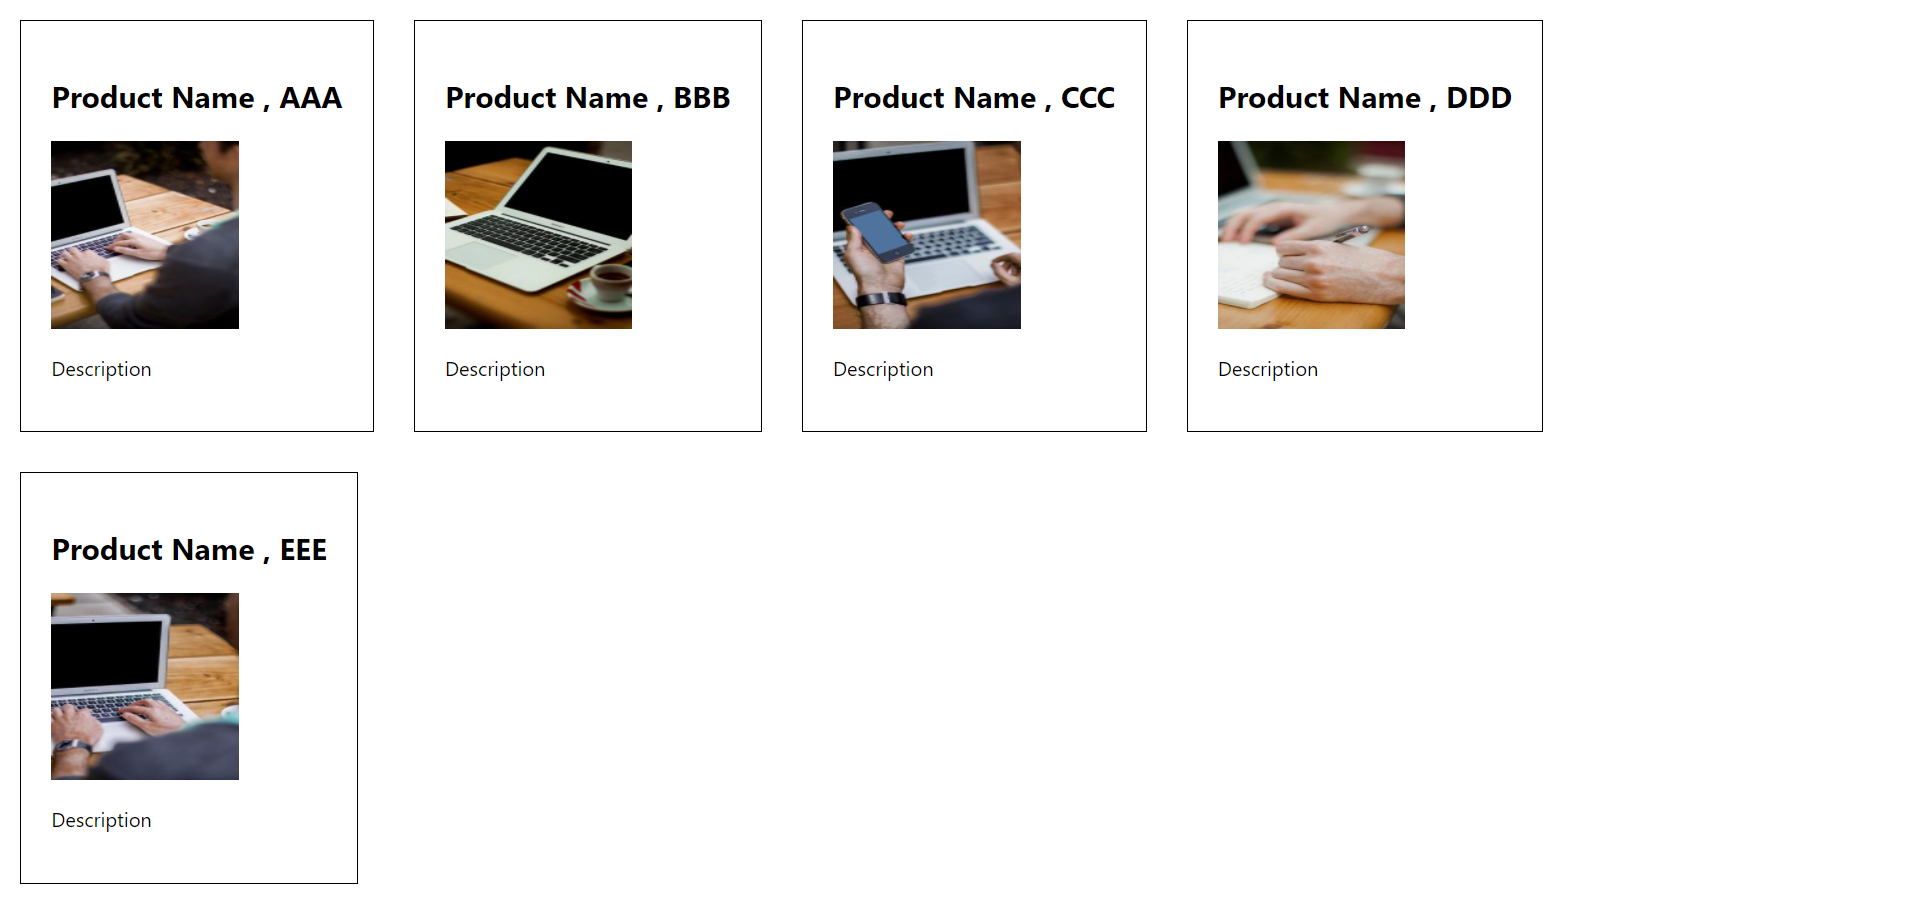 Product Name , AAA
Description
Product Name , BBB
Description
Product Name , CCC
Description
Product Name , DDD
Description
Product Name , EEE
Description